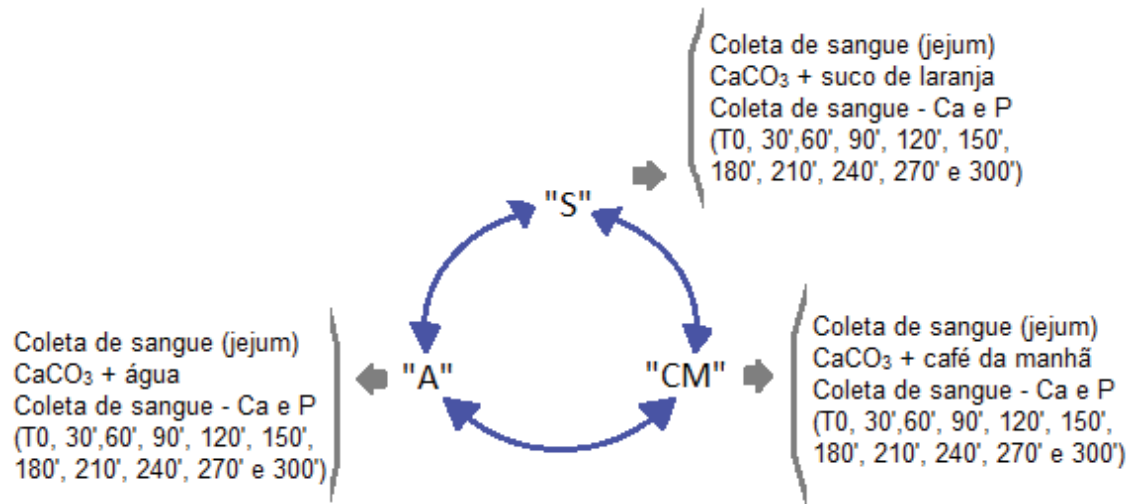 Coleta de sangue (jejum)
CaCO₃ + suco de laranja
Coleta de sangue - Ca e P
(T0, 30',60', 90', 120', 150',
180', 210', 240', 270' e 300')
"S"
Coleta de sangue (jejum)
CaCO₃ + água
Coleta de sangue - Ca e P
(T0, 30',60', 90', 120', 150',
180', 210', 240', 270' e 300')
"A"
"CM"
Coleta de sangue (jejum)
CaCO₃ + café da manhã
Coleta de sangue - Ca e P
(T0, 30',60', 90', 120', 150',
180', 210', 240', 270' e 300')